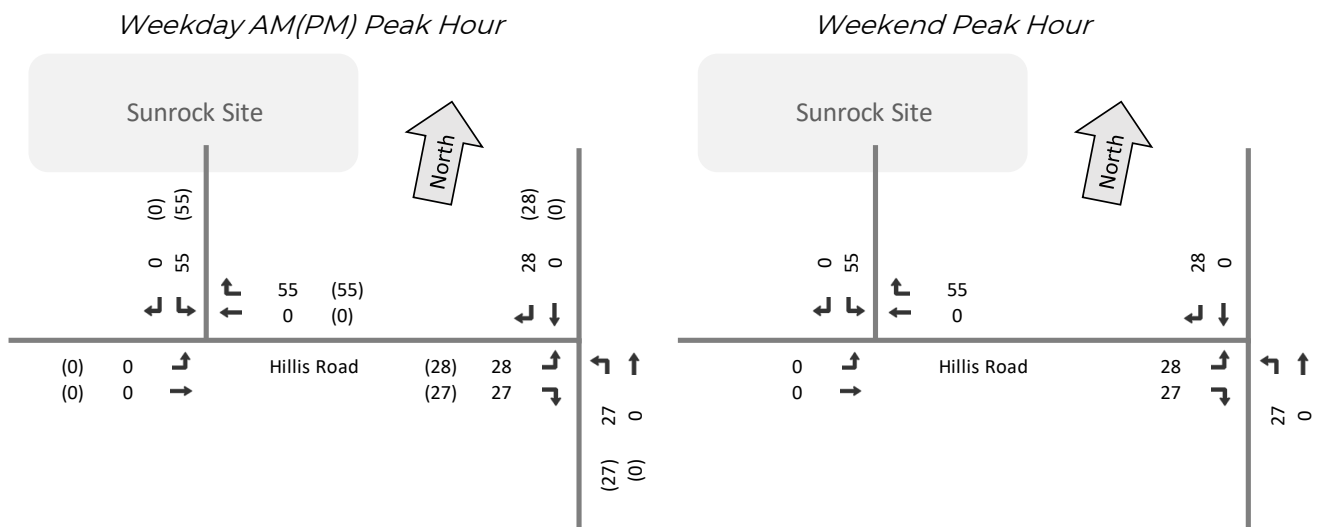 Weekday AM(PM) Peak Hour
Sunrock Site
North
(0) (55)
0 55
(28) (0)
28 0
55 (55)
0 (0)
(0) 0
(0) 0
Hillis Road
(28) 28
(27) 27
27 0
(27) (0)
Weekend Peak Hour
Sunrock Site
North
0 55
28 0
55
0
0
0
Hillis Road
28
27
27 0